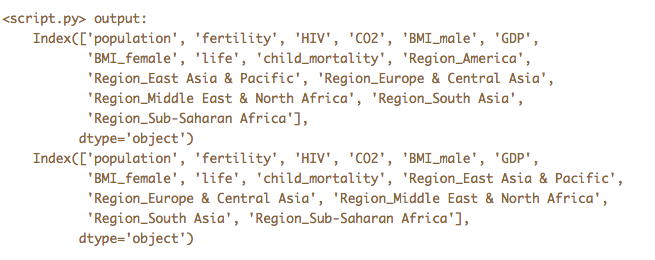 <script.py> output:
Index(['population', 'fertility', 'HIV', 'CO2', 'BMI_male', 'GDP',
'BMI_female', 'life', 'child_mortality', 'Region_America',
'Region_East Asia & Pacific', 'Region_Europe & Central Asia',
'Region_Middle East & North Africa', 'Region_South Asia',
'Region_Sub-Saharan Africa'],
dtype='object')
Index(['population', 'fertility', 'HIV', 'CO2', 'BMI_male', 'GDP',
'BMI_female', 'life', 'child_mortality', 'Region_East Asia & Pacific',
'Region_Europe & Central Asia', 'Region_Middle East & North Africa',
'Region_South Asia', 'Region_Sub-Saharan Africa'],
dtype='object')